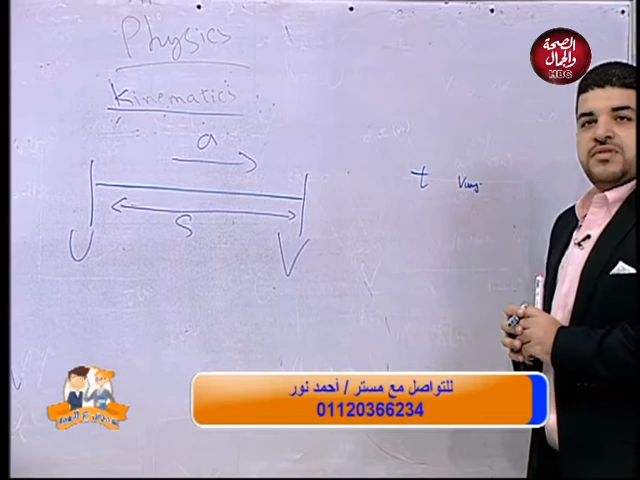 Physics
Kinematics
a
S
U
V
t
Vavg.
الصحة
والجمال
HBC
للتواصل مع مستر / أحمد نور
01120366234